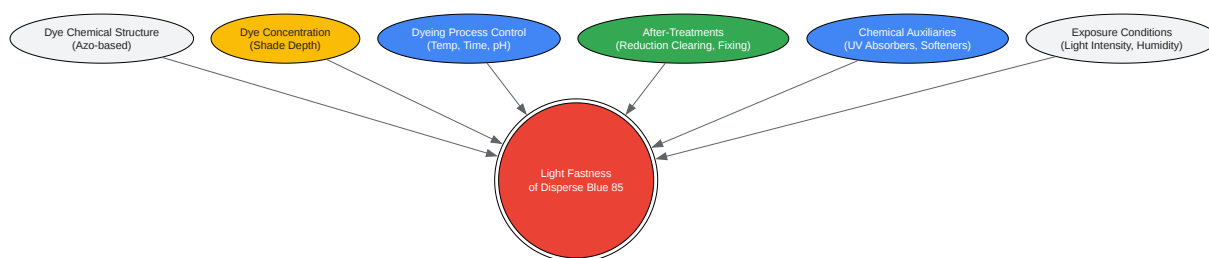 Dye Chemical Structure
(Azo-based)
Dye Concentration
(Shade Depth)
Dyeing Process Control
(Temp, Time, pH)
After-Treatments
(Reduction Clearing, Fixing)
Chemical Auxiliaries
(UV Absorbers, Softeners)
Exposure Conditions
(Light Intensity, Humidity)
Light Fastness
of Disperse Blue 85